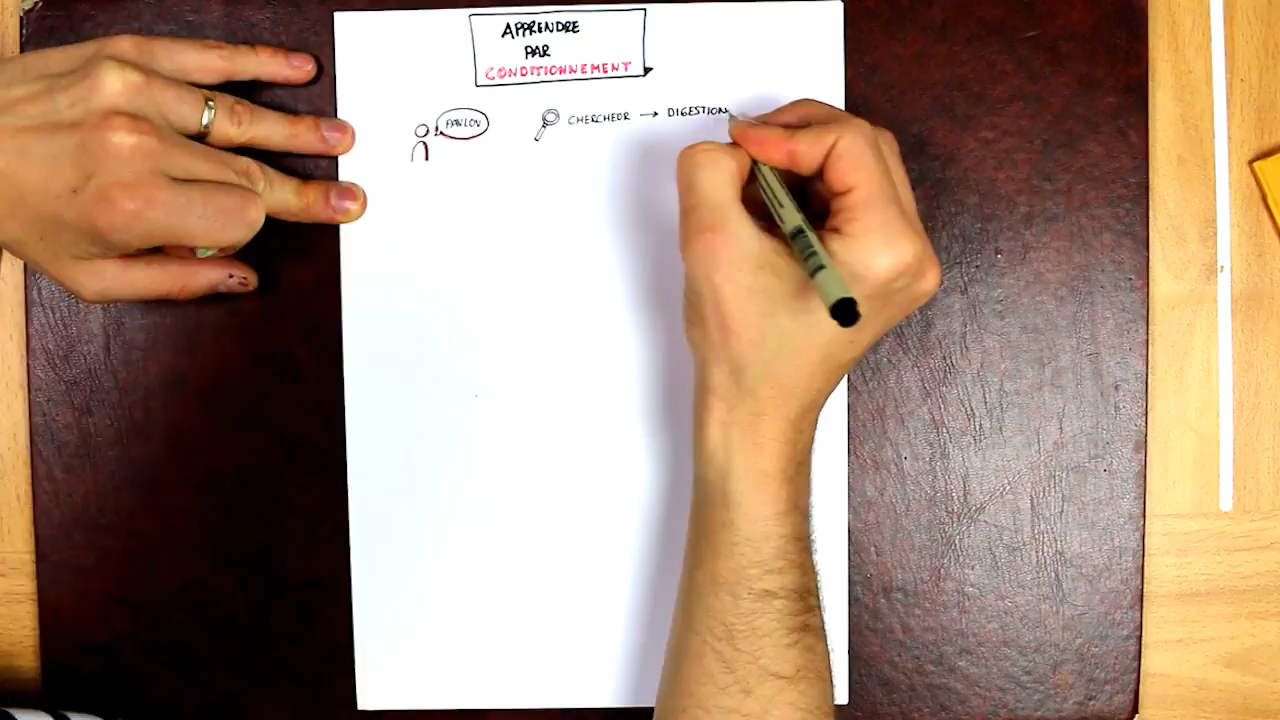 APPRENDRE
PAR
CONDITIONNEMENT
PAVLOV
CHERCHEUR → DIGESTION